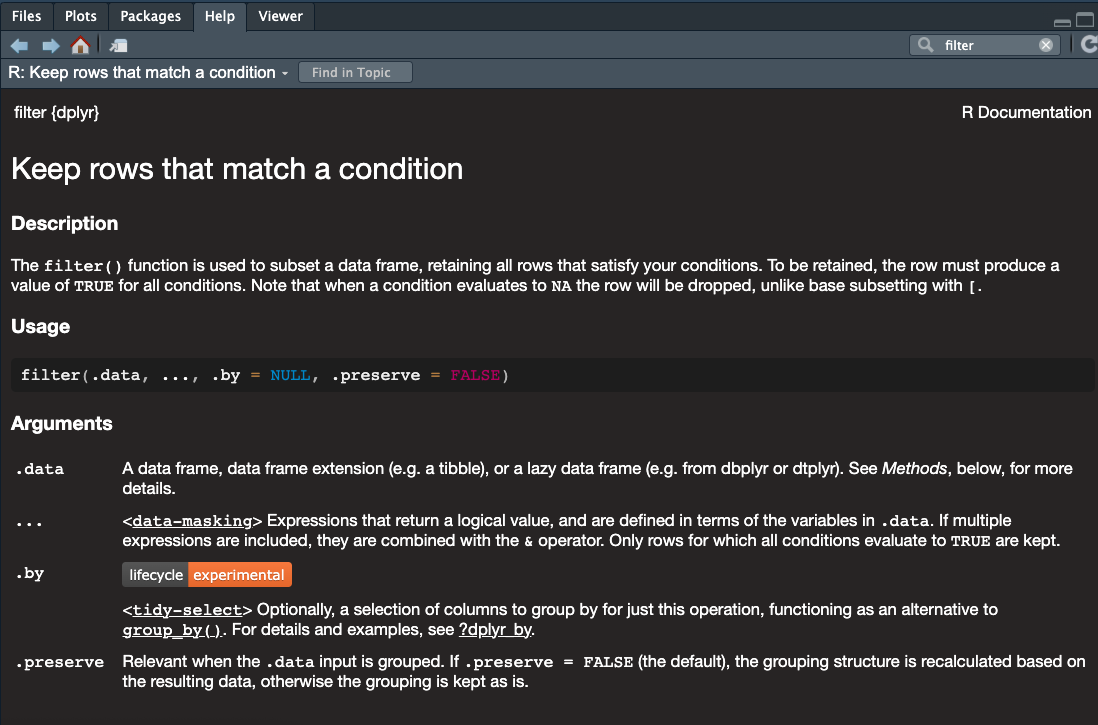 Files Plots Packages Help Viewer
filter
R: Keep rows that match a condition Find in Topic
filter {dplyr} R Documentation
Keep rows that match a condition
Description
The filter() function is used to subset a data frame, retaining all rows that satisfy your conditions. To be retained, the row must produce a
value of TRUE for all conditions. Note that when a condition evaluates to NA the row will be dropped, unlike base subsetting with [.
Usage
filter(.data, ..., .by = NULL, .preserve = FALSE)
Arguments
.data A data frame, data frame extension (e.g. a tibble), or a lazy data frame (e.g. from dbplyr or dtplyr). See Methods, below, for more
details.
... <data-masking> Expressions that return a logical value, and are defined in terms of the variables in .data. If multiple
expressions are included, they are combined with the & operator. Only rows for which all conditions evaluate to TRUE are kept.
.by lifecycle experimental
<tidy-select> Optionally, a selection of columns to group by for just this operation, functioning as an alternative to
group_by(). For details and examples, see ?dplyr_by.
.preserve Relevant when the .data input is grouped. If .preserve = FALSE (the default), the grouping structure is recalculated based on
the resulting data, otherwise the grouping is kept as is.